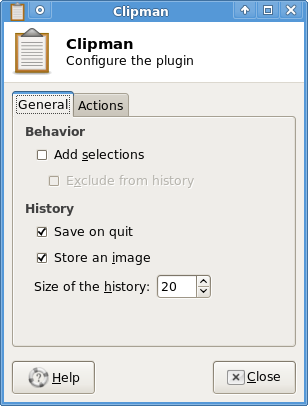 Clipman
Clipman
Configure the plugin
General Actions
Behavior
Add selections
Exclude from history
History
Save on quit
Store an image
Size of the history: 20
Help Close